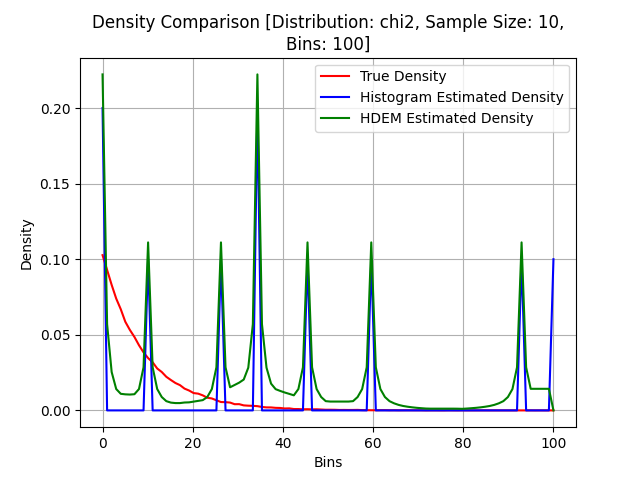 Density Comparison [Distribution: chi2, Sample Size: 10,
Bins: 100]
True Density
Histogram Estimated Density
HDEM Estimated Density
Density
0.20
0.15
0.10
0.05
0.00
0 20 40 60 80 100
Bins